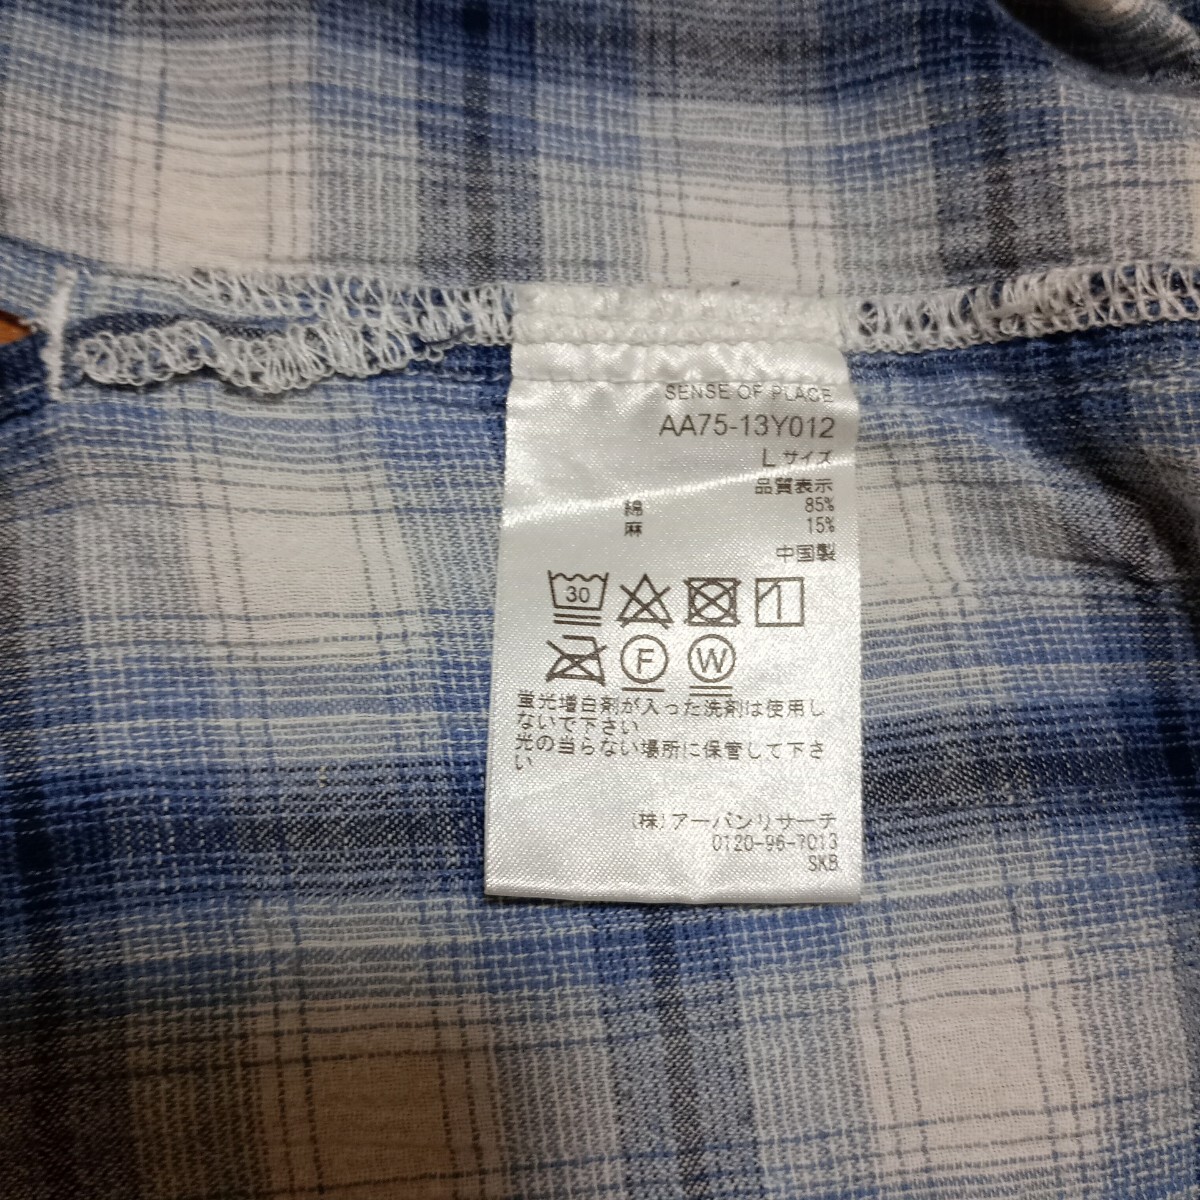 SENSE OF PLACE
AA75-13Y012
L サイズ
品質表示
綿 85%
麻 15%
中国製
30
F W
蛍光増白剤が入った洗剤は使用し
ないで下さい
光の当らない場所に保管して下さ
い
(株)アーバンリサーチ
0120-96-7013
SKB